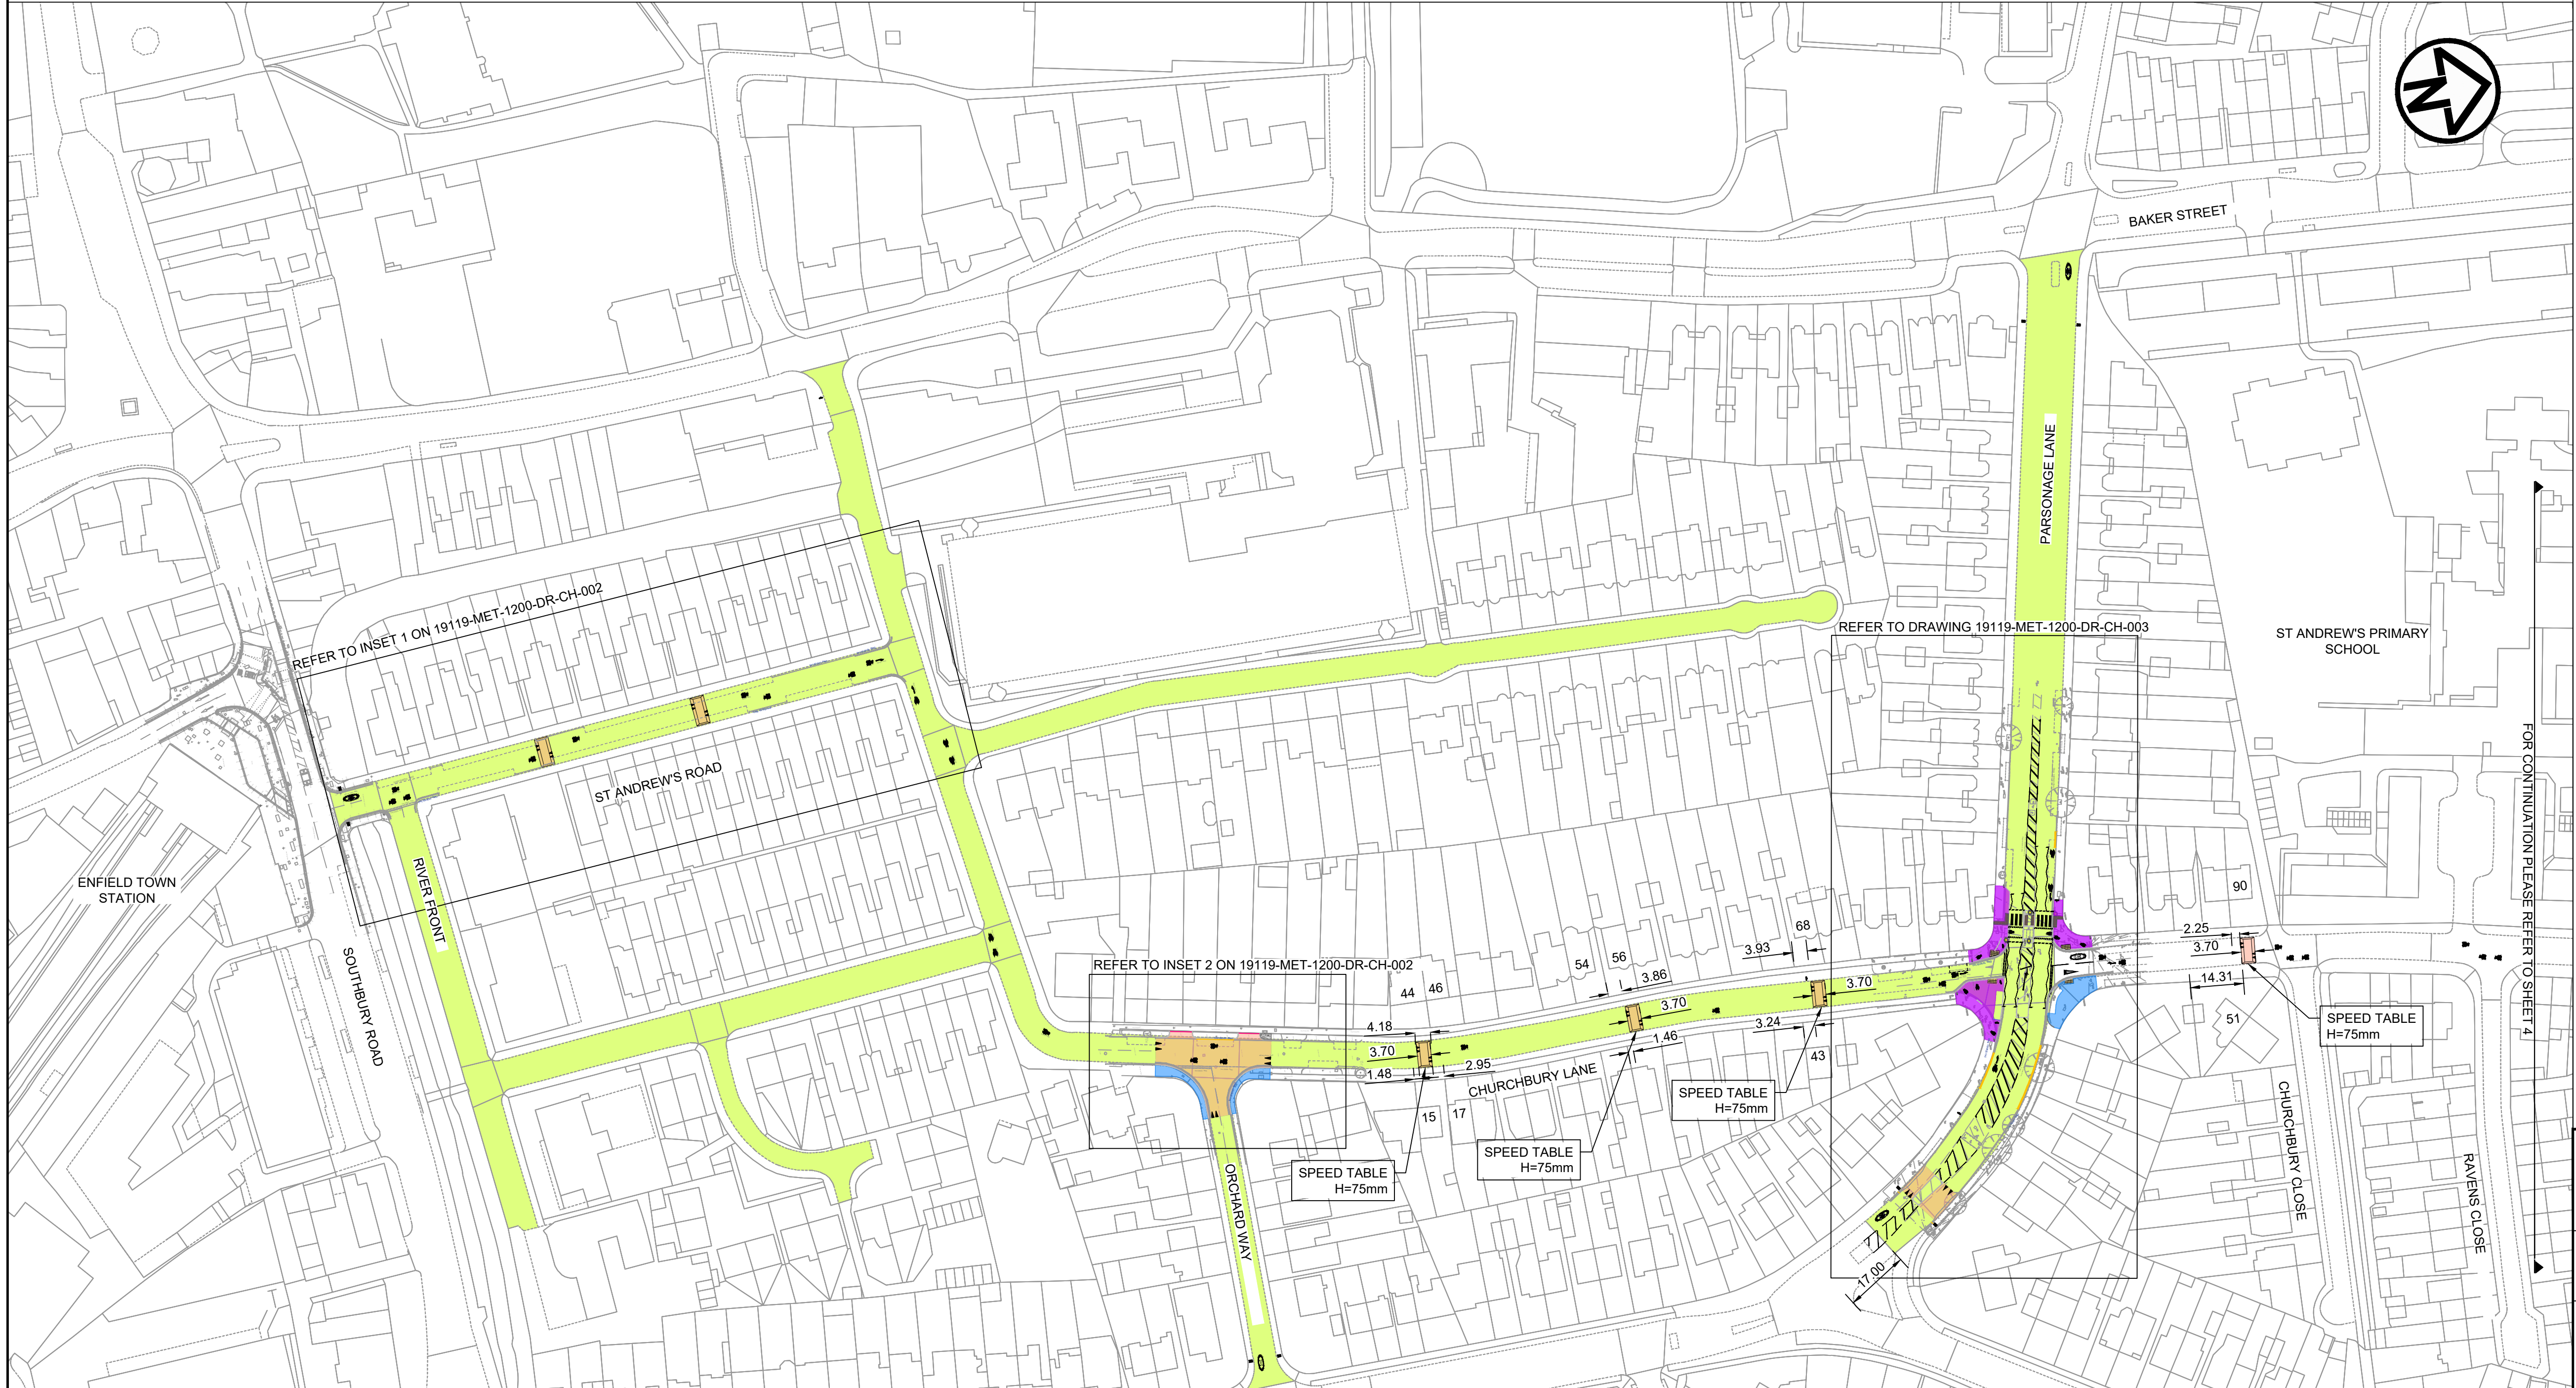 N
BAKER STREET
PARSONAGE LANE
REFER TO INSET 1 ON 19119-MET-1200-DR-CH-002
REFER TO DRAWING 19119-MET-1200-DR-CH-003
ST ANDREW'S PRIMARY
SCHOOL
FOR CONTINUATION PLEASE REFER TO SHEET 4
ST ANDREW'S ROAD
ENFIELD TOWN
STATION
RIVER FRONT
SOUTHBURY ROAD
REFER TO INSET 2 ON 19119-MET-1200-DR-CH-002
44
46
54
56
3.86
3.93
68
90
2.25
3.70
14.31
3.70
3.70
4.18
3.70
1.48
2.95
1.46
3.24
43
51
15
17
CHURCHBURY LANE
SPEED TABLE
H=75mm
SPEED TABLE
H=75mm
SPEED TABLE
H=75mm
SPEED TABLE
H=75mm
ORCHARD WAY
CHURCHBURY CLOSE
RAVENS CLOSE
17.00